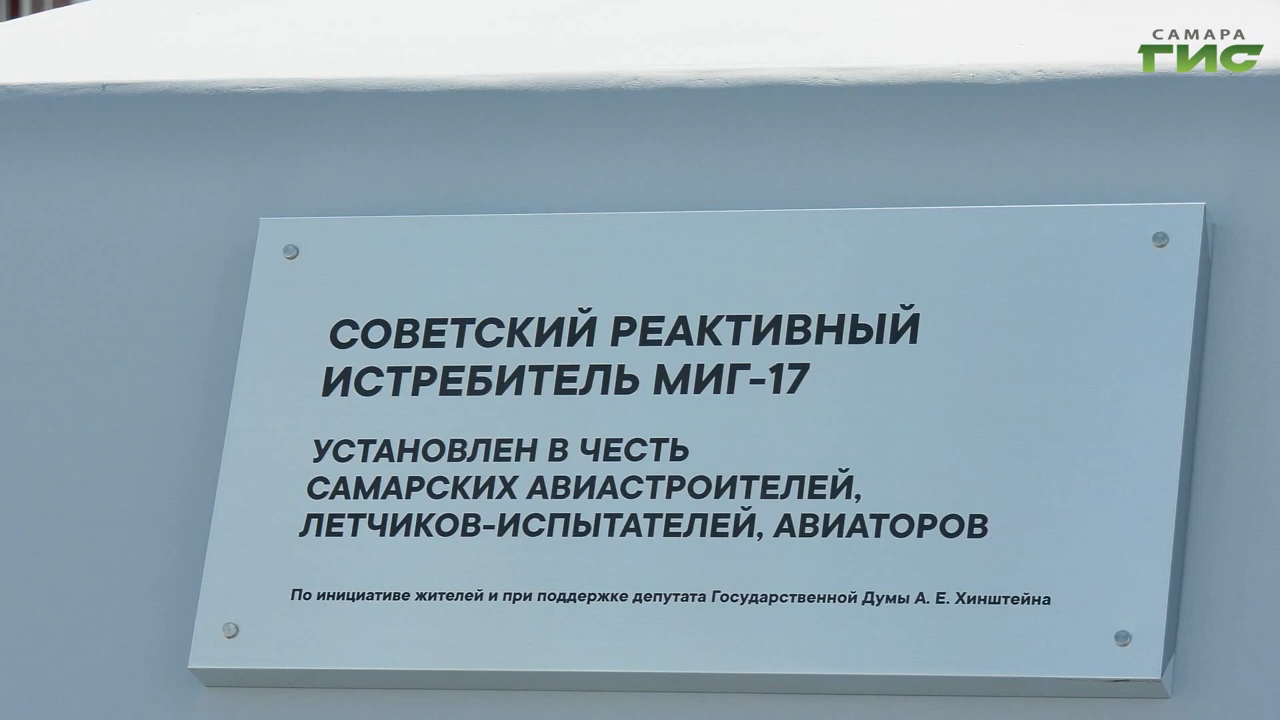 САМАРА
ГИС
СОВЕТСКИЙ РЕАКТИВНЫЙ
ИСТРЕБИТЕЛЬ МИГ-17
УСТАНОВЛЕН В ЧЕСТЬ
САМАРСКИХ АВИАСТРОИТЕЛЕЙ,
ЛЕТЧИКОВ-ИСПЫТАТЕЛЕЙ, АВИАТОРОВ
По инициативе жителей и при поддержке депутата Государственной Думы А. Е. Хинштейна